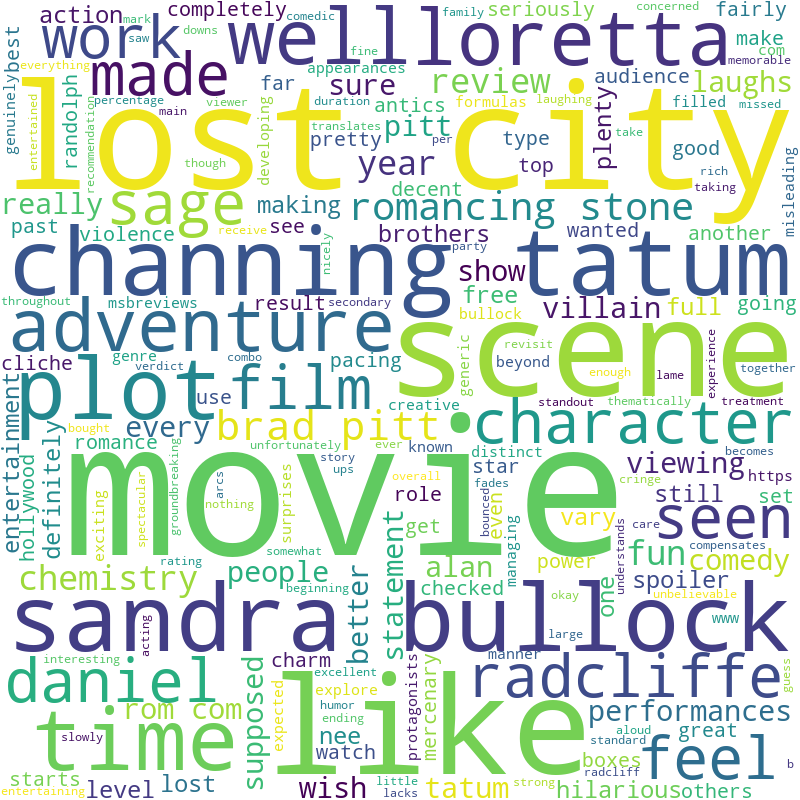 action
completely
comedic
mark
saw
downs
family
concerned
seriously
fairly
best
work
well
loretta
make
com
everything
fine
memorable
genuinely
made
far
appearances
sure
review
audience
laughs
entertained
percentage
viewer
duration
formulas
laughing
filled
missed
randolph
recommendation
main
antics
plenty
lost city
translates
per
take
developing
pitt
type
good
though
pretty
year
top
rich
taking
misleading
decent
really
sage
making
romancing stone
past
violence
receive
see
brothers
wanted
another
nicely
party
channing tatum
show
throughout
msbreviews
result
secondary
free
villain
full
going
bullock
adventure
scene
revisit
generic
experience
cliche
genre
verdict
combo
pacing
beyond
enough
lame
together
plot
film
use
creative
standout
thematically
treatment
entertainment
romance
bought
every
brad pitt
character
hollywood
definitely
unfortunately
ever
known
distinct
becomes
story
ups
star
fades
cringe
viewing
https
exciting
spectacular
groundbreaking
nothing
arcs
surprises
overall
movie
role
bounced
even
still
set
rating
somewhat
get
vary
managing
care
compensates
seen
understands
chemistry
people
beginning
better
statement
alan
fun
comedy
power
spoiler
checked
okay
one
unbelievable
sandra bullock
www
acting
large
interesting
charm
manner
guess
daniel
supposed
excellent
protagonists
radcliffe
expected
explore
mercenary
rom com
humor
performances
ending
nee
aloud
great
time
like
slowly
watch
standard
feel
radcliff
b
starts
boxes
entertaining
level
lost
wish
little
lacks
tatum
strong
hilarious
others